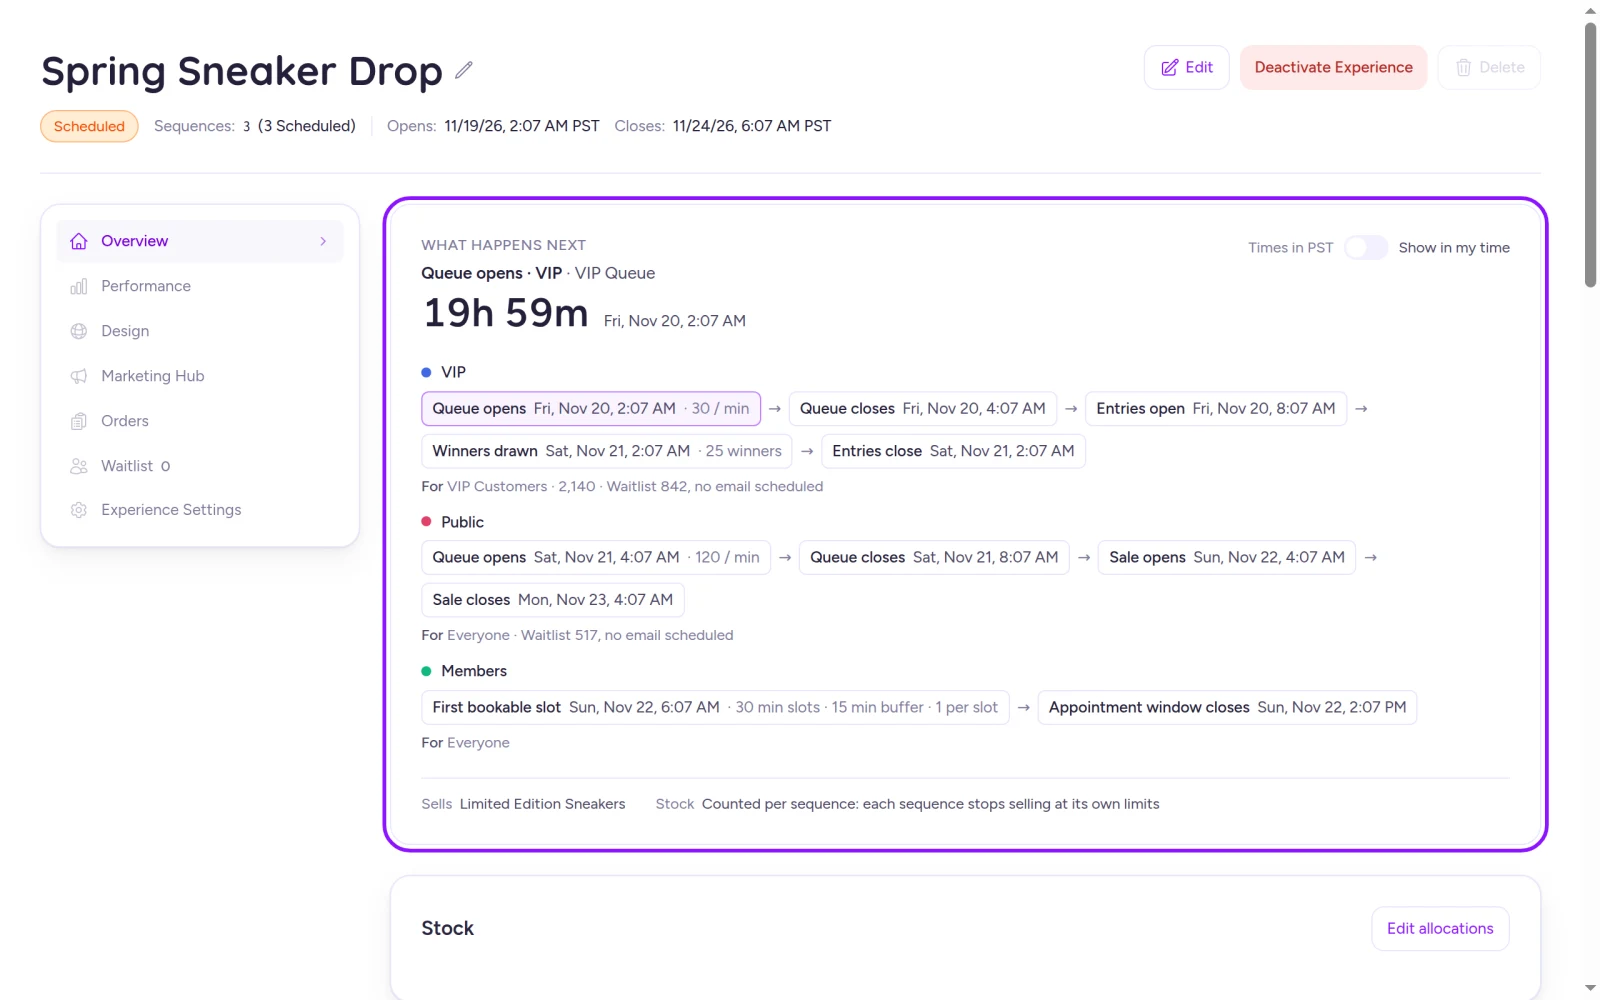 Spring Sneaker Drop
Edit
Deactivate Experience
Delete
Scheduled
Sequences: 3 (3 Scheduled)
Opens: 11/19/26, 2:07 AM PST
Closes: 11/24/26, 6:07 AM PST
Overview
Performance
Design
Marketing Hub
Orders
Waitlist 0
Experience Settings
WHAT HAPPENS NEXT
Times in PST
Show in my time
Queue opens · VIP · VIP Queue
19h 59m Fri, Nov 20, 2:07 AM
VIP
Queue opens Fri, Nov 20, 2:07 AM · 30 / min → Queue closes Fri, Nov 20, 4:07 AM → Entries open Fri, Nov 20, 8:07 AM →
Winners drawn Sat, Nov 21, 2:07 AM · 25 winners → Entries close Sat, Nov 21, 2:07 AM
For VIP Customers · 2,140 · Waitlist 842, no email scheduled
Public
Queue opens Sat, Nov 21, 4:07 AM · 120 / min → Queue closes Sat, Nov 21, 8:07 AM → Sale opens Sun, Nov 22, 4:07 AM →
Sale closes Mon, Nov 23, 4:07 AM
For Everyone · Waitlist 517, no email scheduled
Members
First bookable slot Sun, Nov 22, 6:07 AM · 30 min slots · 15 min buffer · 1 per slot → Appointment window closes Sun, Nov 22, 2:07 PM
For Everyone
Sells Limited Edition Sneakers
Stock Counted per sequence: each sequence stops selling at its own limits
Stock
Edit allocations